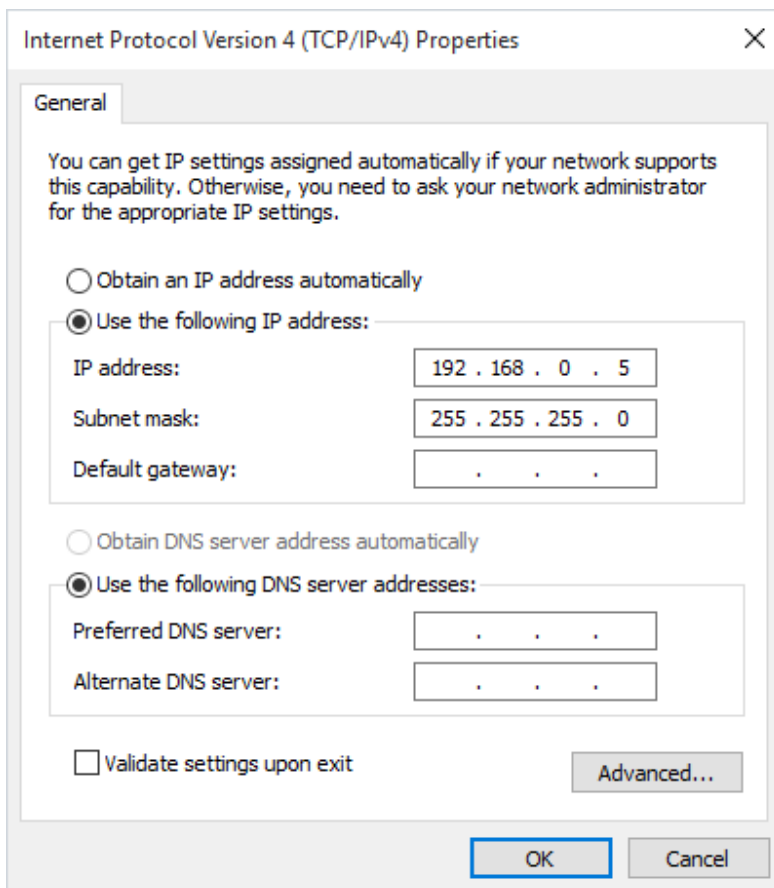 Internet Protocol Version 4 (TCP/IPv4) Properties
General
You can get IP settings assigned automatically if your network supports
this capability. Otherwise, you need to ask your network administrator
for the appropriate IP settings.
Obtain an IP address automatically
Use the following IP address:
IP address: 192 . 168 . 0 . 5
Subnet mask: 255 . 255 . 255 . 0
Default gateway: . . .
Obtain DNS server address automatically
Use the following DNS server addresses:
Preferred DNS server: . . .
Alternate DNS server: . . .
Validate settings upon exit
Advanced...
OK Cancel